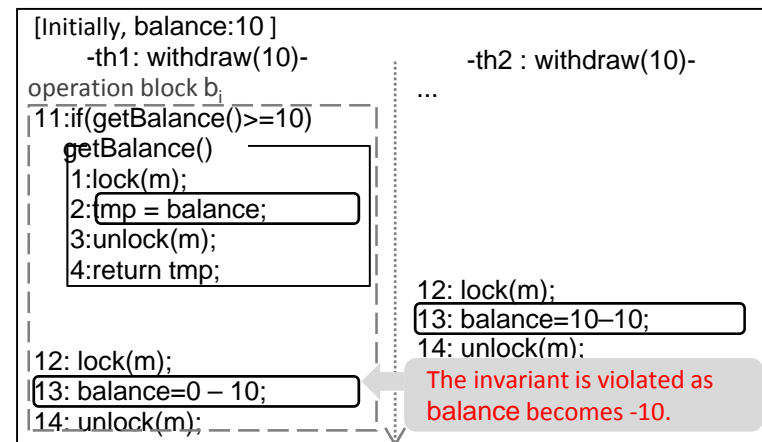 [Initially, balance:10 ]
-th1: withdraw(10)-
operation block bi
11:if(getBalance()>=10)
getBalance()
1:lock(m);
2:tmp = balance;
3:unlock(m);
4:return tmp;
12: lock(m);
13: balance=0 – 10;
14: unlock(m);
-th2 : withdraw(10)-
...
12: lock(m);
13: balance=10–10;
14: unlock(m);
The invariant is violated as
balance becomes -10.